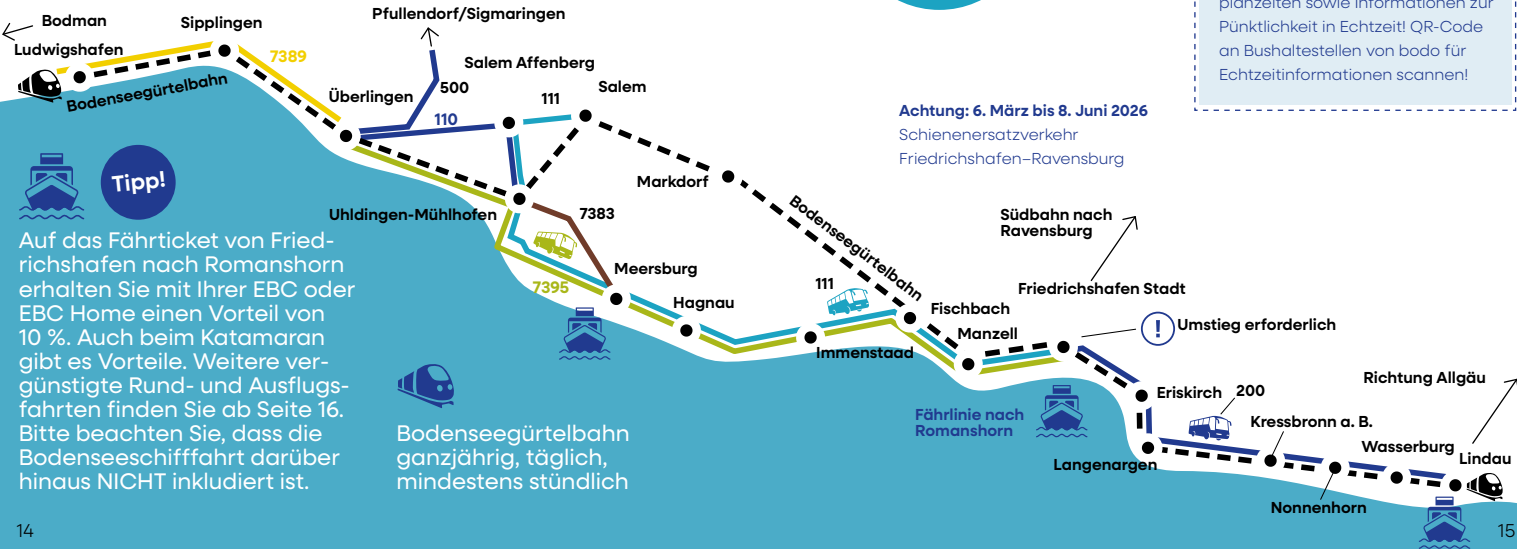 Bodman
Ludwigshafen
Sipplingen
7389
Bodenseegürtelbahn
Pfullendorf/Sigmaringen
Salem Affenberg
500
Überlingen
110
111
Salem
Markdorf
Uhldingen-Mühlhofen
7383
7395
Meersburg
Hagnau
Bodenseegürtelbahn
111
Immenstaad
Fischbach
Manzell
Südbahn nach
Ravensburg
Friedrichshafen Stadt
! Umstieg erforderlich
Eriskirch
200
Langenargen
Kressbronn a. B.
Nonnenhorn
Wasserburg
Lindau
Richtung Allgäu
Fährlinie nach
Romanshorn
Achtung: 6. März bis 8. Juni 2026
Schienenersatzverkehr
Friedrichshafen–Ravensburg
planzeiten sowie Informationen zur
Pünktlichkeit in Echtzeit! QR-Code
an Bushaltestellen von bodo für
Echtzeitinformationen scannen!
Tipp!
Auf das Fährticket von Fried-
richshafen nach Romanshorn
erhalten Sie mit Ihrer EBC oder
EBC Home einen Vorteil von
10 %. Auch beim Katamaran
gibt es Vorteile. Weitere ver-
günstigte Rund- und Ausflugs-
fahrten finden Sie ab Seite 16.
Bitte beachten Sie, dass die
Bodenseeschifffahrt darüber
hinaus NICHT inkludiert ist.
Bodenseegürtelbahn
ganzjährig, täglich,
mindestens stündlich
14
15